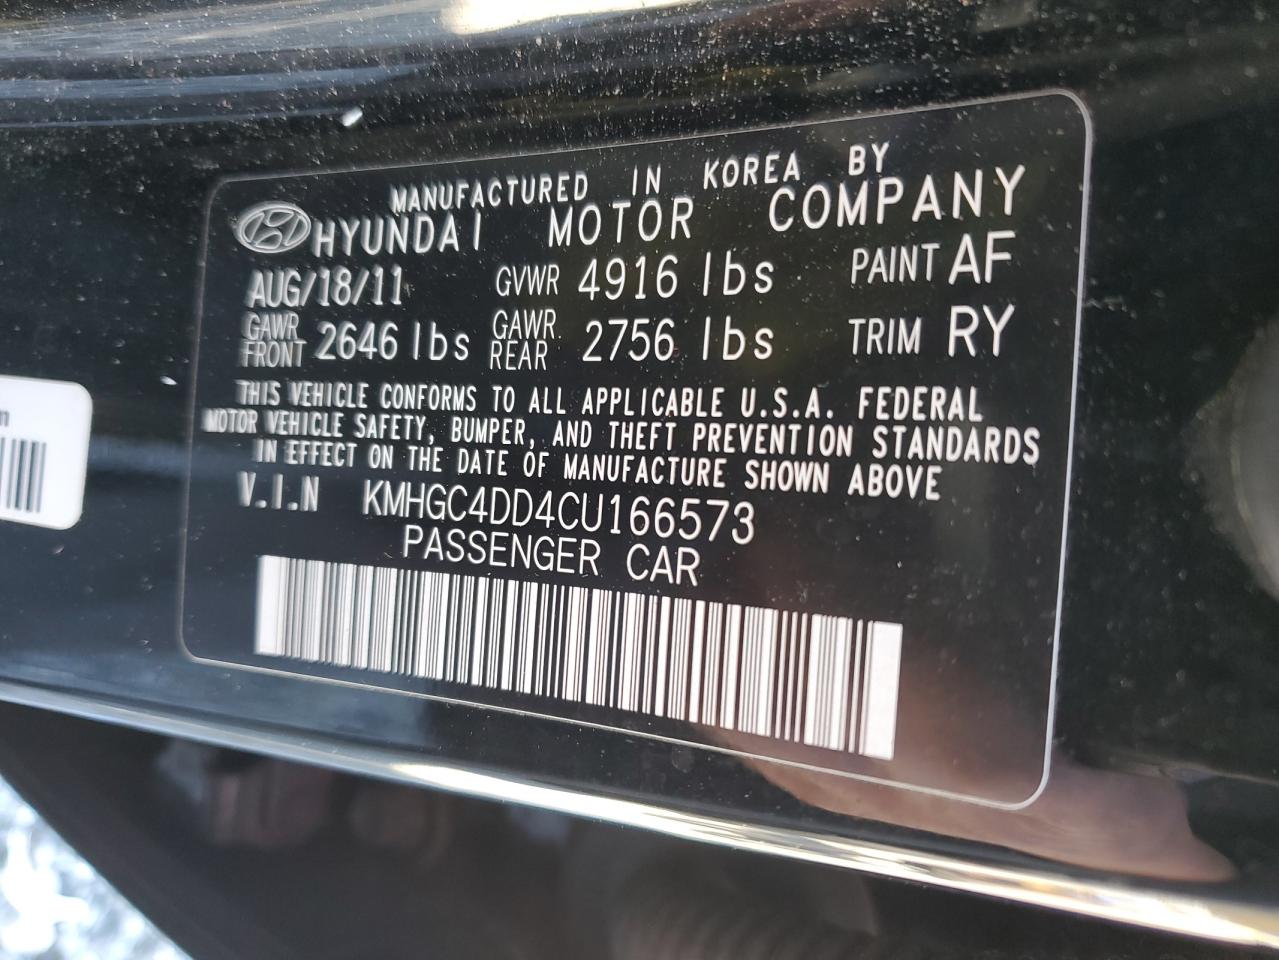 MANUFACTURED IN KOREA BY
HYUNDAI MOTOR COMPANY
AUG/18/11 GVWR 4916 lbs PAINT AF
GAWR FRONT 2646 lbs GAWR REAR 2756 lbs TRIM RY
THIS VEHICLE CONFORMS TO ALL APPLICABLE U.S.A. FEDERAL
MOTOR VEHICLE SAFETY, BUMPER, AND THEFT PREVENTION STANDARDS
IN EFFECT ON THE DATE OF MANUFACTURE SHOWN ABOVE
V.I.N KMHGC4DD4CU166573
PASSENGER CAR